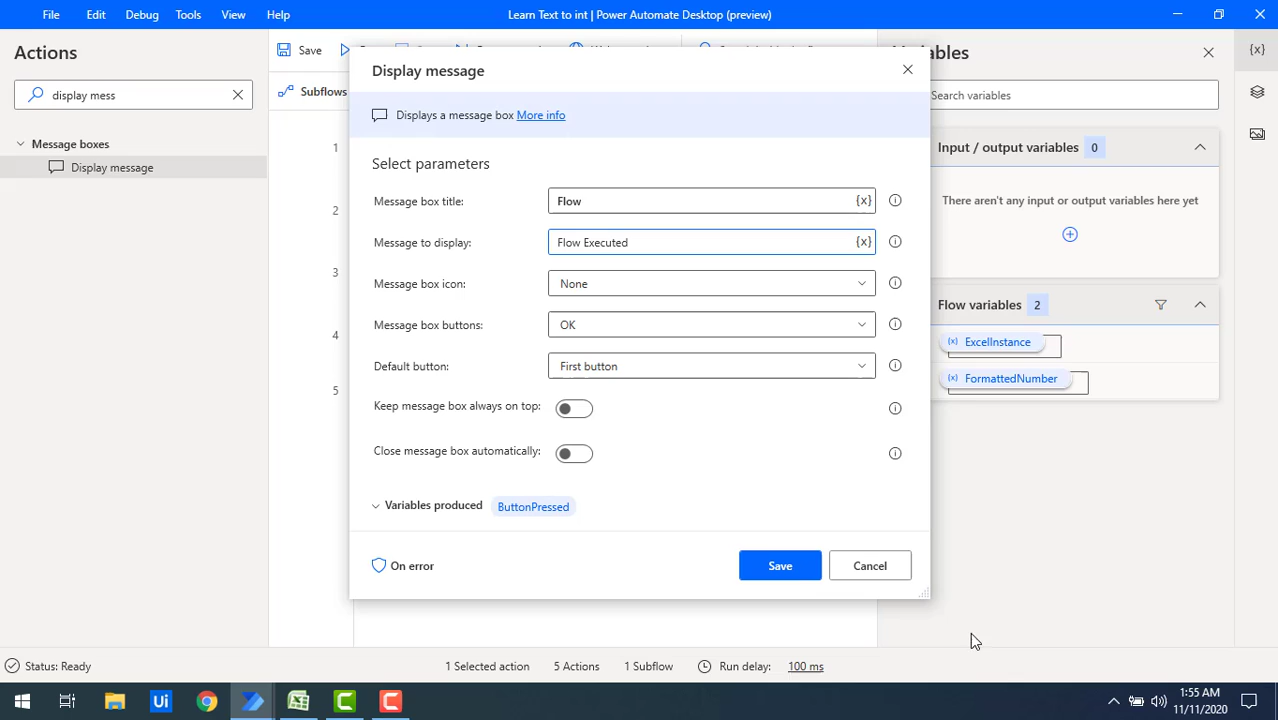 File Edit Debug Tools View Help Learn Text to int | Power Automate Desktop (preview)
Actions
display mess
Message boxes
Display message
Save
Subflows
1
2
3
4
5
Display message
Displays a message box More info
Select parameters
Message box title: Flow {x}
Message to display: Flow Executed {x}
Message box icon: None
Message box buttons: OK
Default button: First button
Keep message box always on top:
Close message box automatically:
Variables produced ButtonPressed
On error Save Cancel
{x}
Search variables
Input / output variables 0
There aren't any input or output variables here yet
Flow variables 2
(x) ExcelInstance
(x) FormattedNumber
Status: Ready 1 Selected action 5 Actions 1 Subflow Run delay: 100 ms
Ui
1:55 AM
11/11/2020